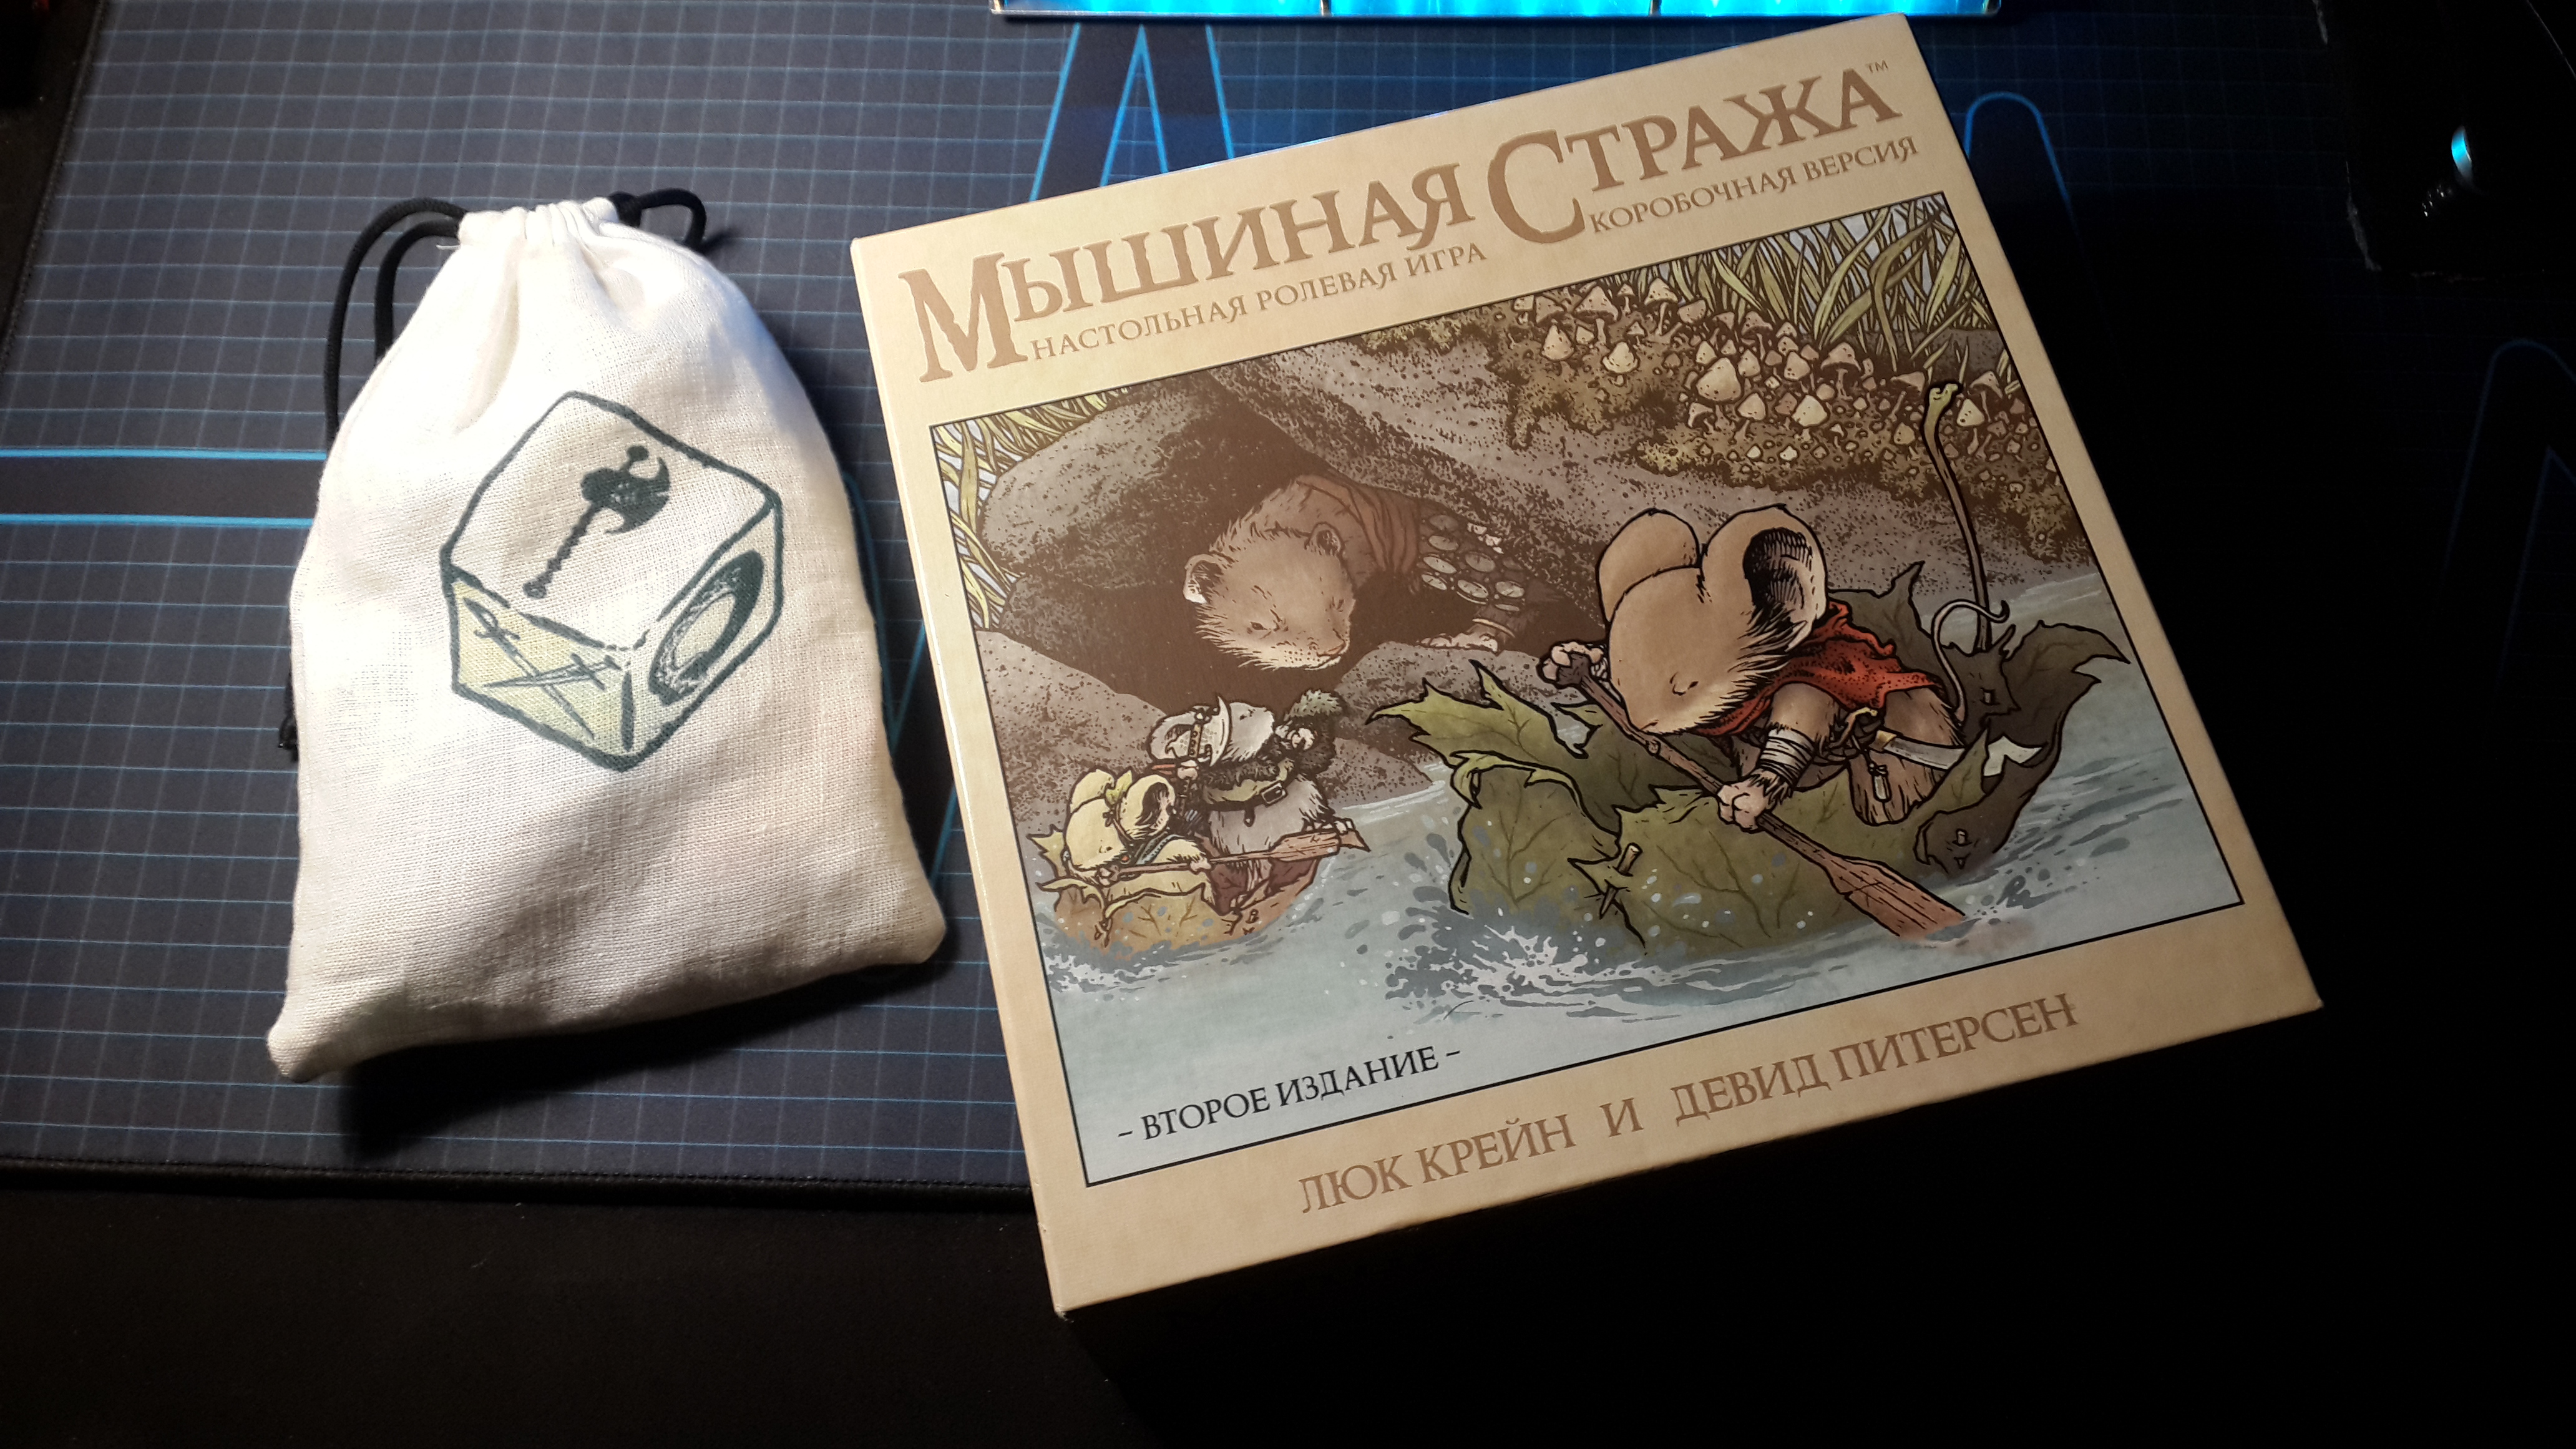 Мышиная Стража™
НАСТОЛЬНАЯ РОЛЕВАЯ ИГРА КОРОБОЧНАЯ ВЕРСИЯ
– ВТОРОЕ ИЗДАНИЕ –
ЛЮК КРЕЙН И ДЕВИД ПИТЕРСЕН